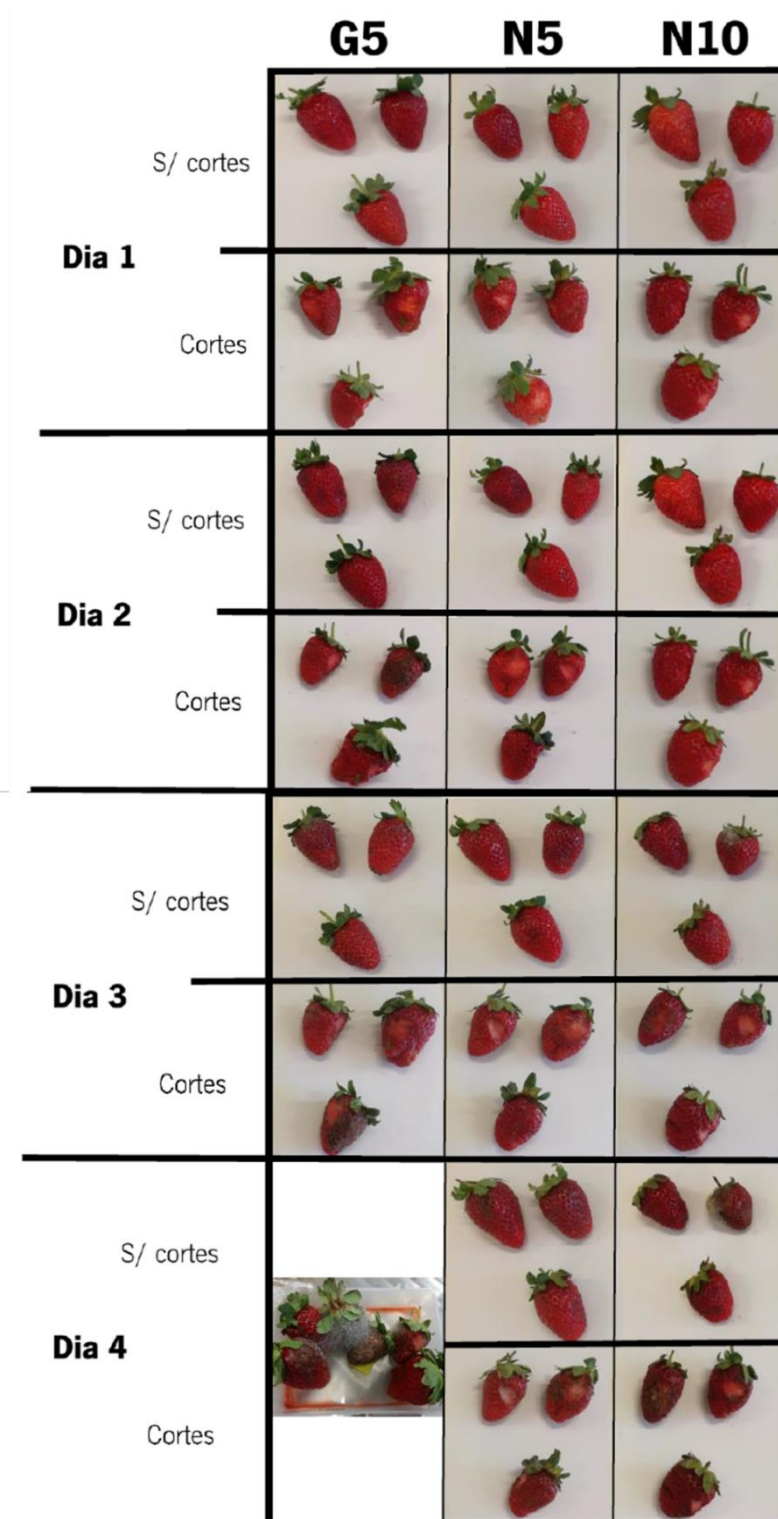 G5 N5 N10
S/ cortes
Dia 1
Cortes
S/ cortes
Dia 2
Cortes
S/ cortes
Dia 3
Cortes
S/ cortes
Dia 4
Cortes